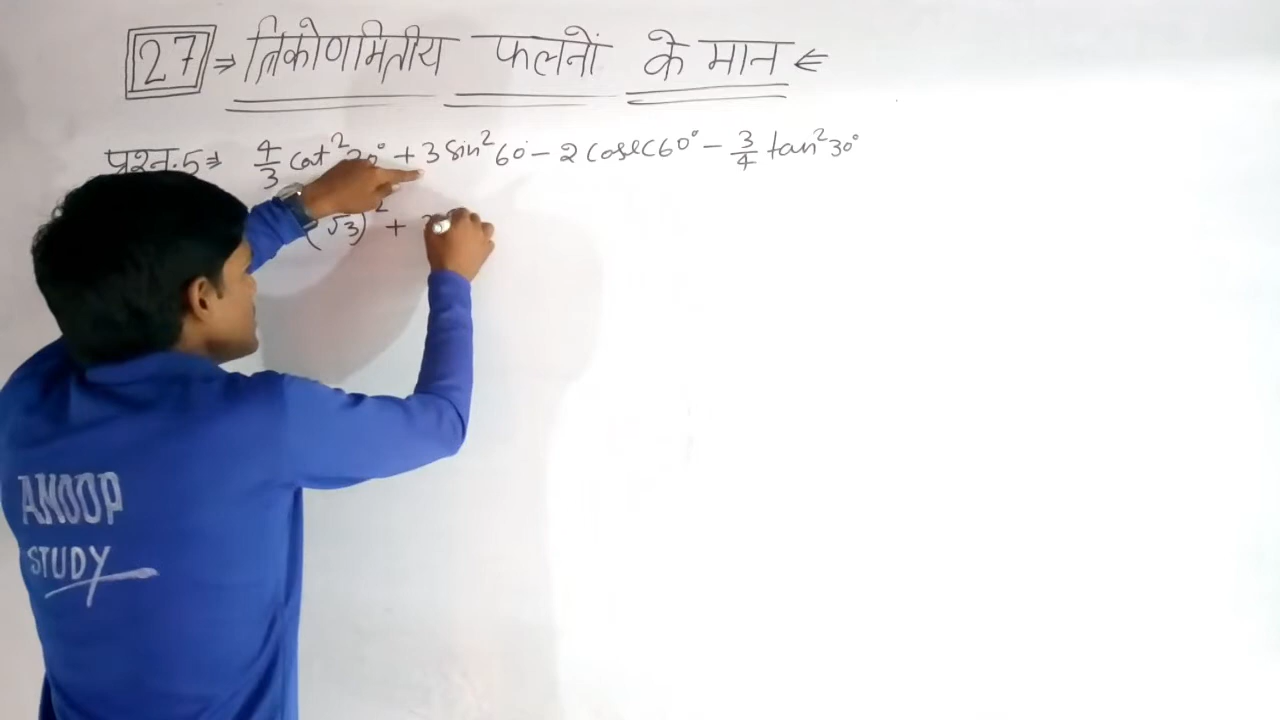 27 ⇒ त्रिकोणमितीय फलनों के मान ⇐
प्रश्न.5⇒ 4/3 cot²30° + 3 sin²60° - 2 cosec60° - 3/4 tan²30°
(√3)² +
ANOOP
STUDY